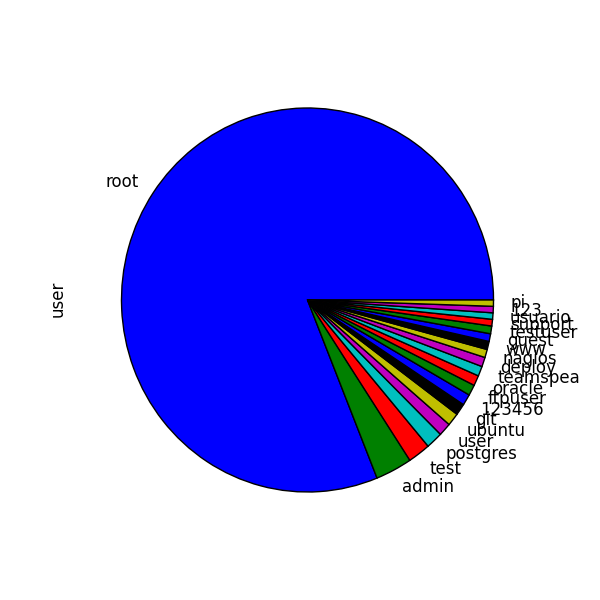 root
user
pi
123
usuario
support
testuser
guest
www
nagios
deploy
teamspea
oracle
ftpuser
123456
git
ubuntu
user
postgres
test
admin